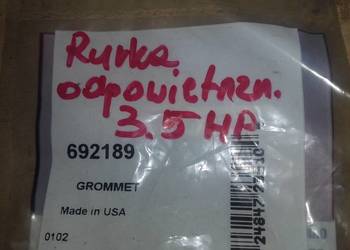 Rurka
odpowietrzn.
3.5 HP
692189
GROMMET
Made in USA
0102